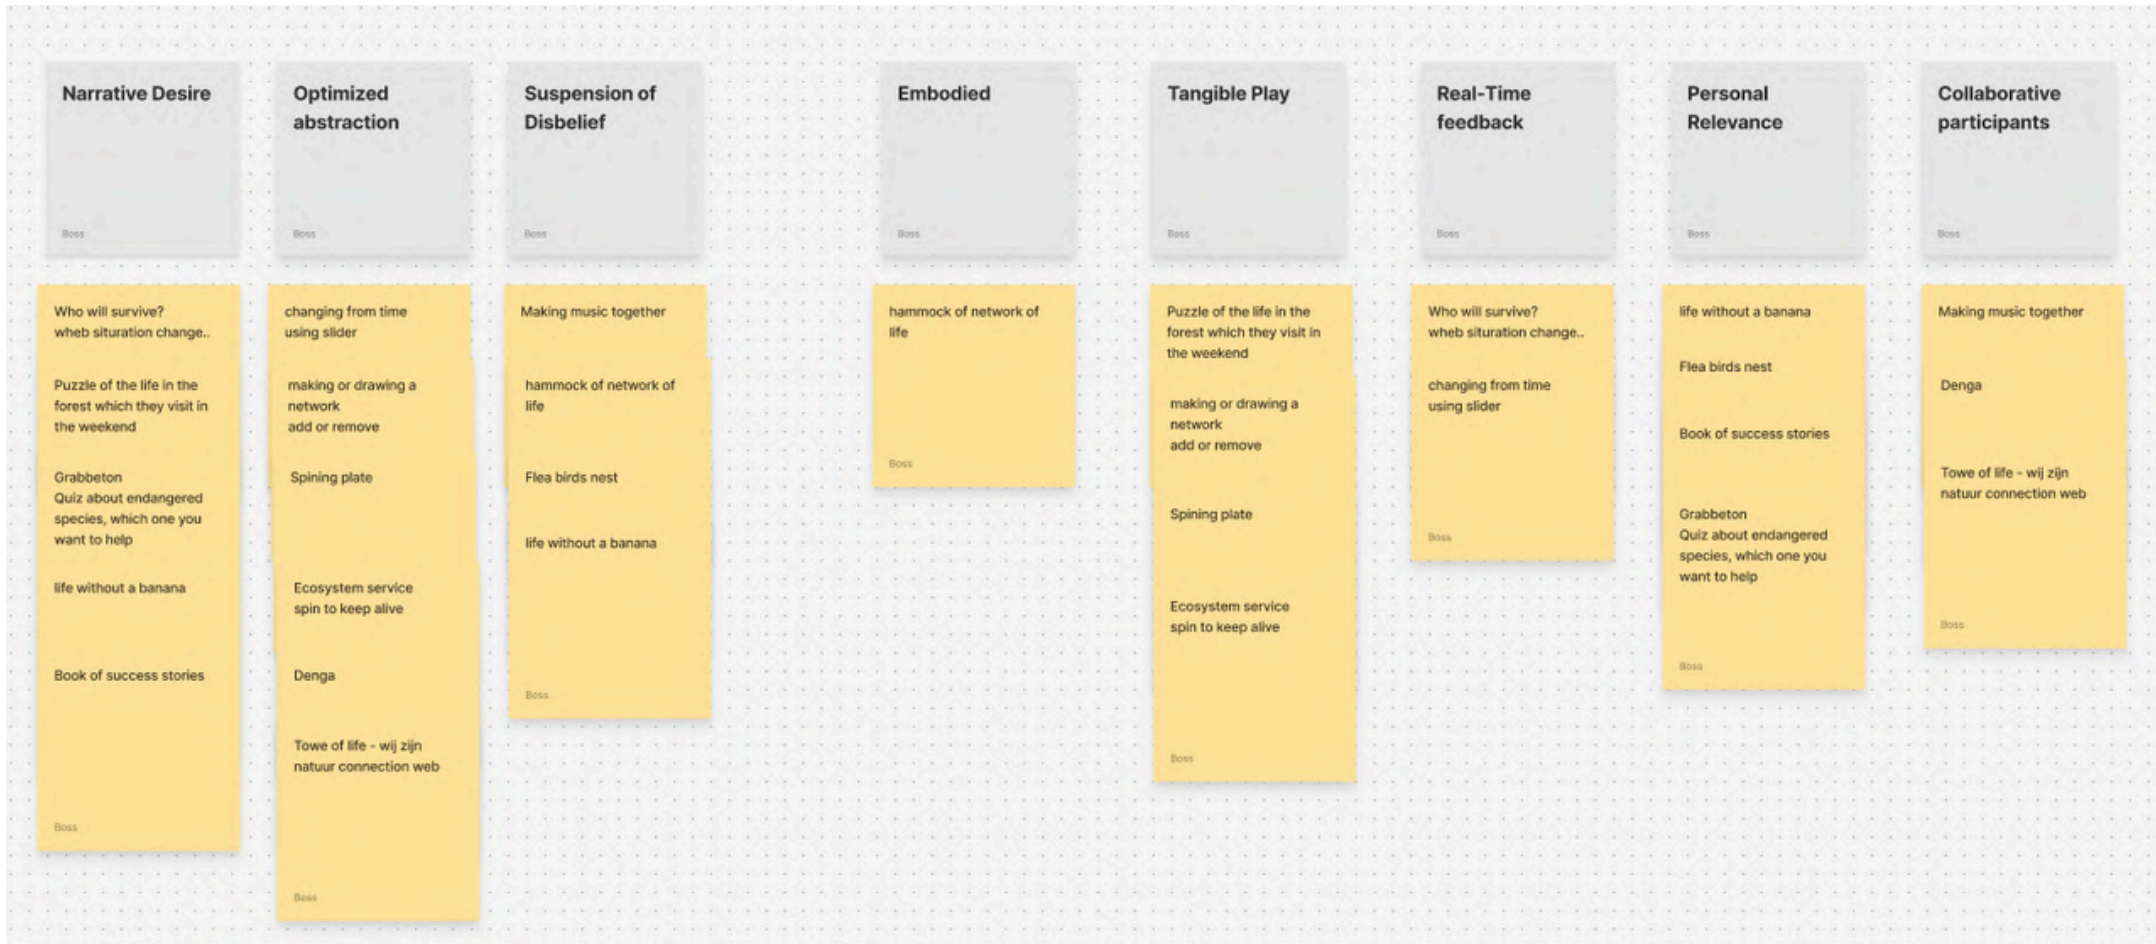 Narrative Desire
Boss
Optimized
abstraction
Boss
Suspension of
Disbelief
Boss
Embodied
Boss
Tangible Play
Boss
Real-Time
feedback
Boss
Personal
Relevance
Boss
Collaborative
participants
Boss
Who will survive?
wheb situration change..
Puzzle of the life in the
forest which they visit in
the weekend
Grabbeton
Quiz about endangered
species, which one you
want to help
life without a banana
Book of success stories
Boss
changing from time
using slider
making or drawing a
network
add or remove
Spining plate
Ecosystem service
spin to keep alive
Denga
Towe of life - wij zijn
natuur connection web
Boss
Making music together
hammock of network of
life
Flea birds nest
life without a banana
Boss
hammock of network of
life
Boss
Puzzle of the life in the
forest which they visit in
the weekend
making or drawing a
network
add or remove
Spining plate
Ecosystem service
spin to keep alive
Boss
Who will survive?
wheb situration change..
changing from time
using slider
Boss
life without a banana
Flea birds nest
Book of success stories
Grabbeton
Quiz about endangered
species, which one you
want to help
Boss
Making music together
Denga
Towe of life - wij zijn
natuur connection web
Boss